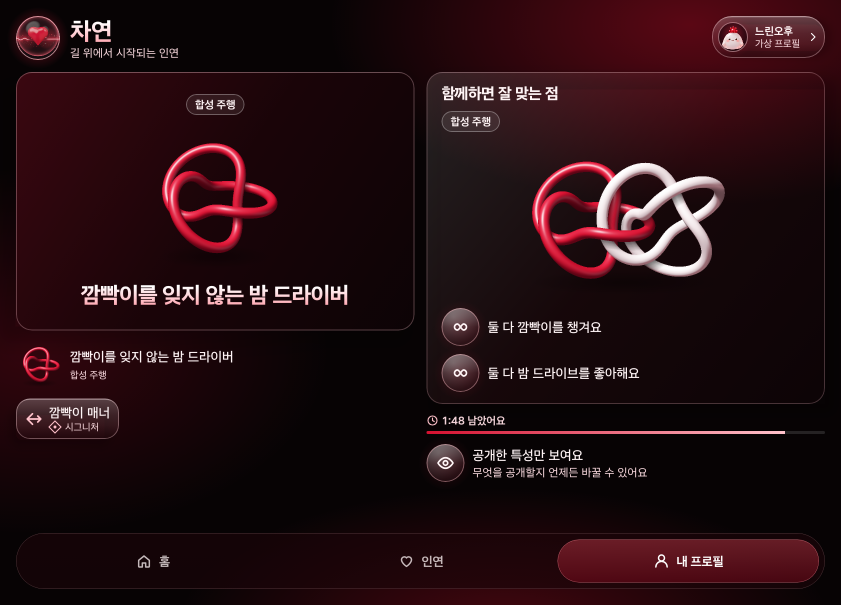 차연
길 위에서 시작되는 인연
느린오후
가상 프로필
합성 주행
깜빡이를 잊지 않는 밤 드라이버
깜빡이를 잊지 않는 밤 드라이버
합성 주행
깜빡이 매너
시그니처
함께하면 잘 맞는 점
합성 주행
둘 다 깜빡이를 챙겨요
둘 다 밤 드라이브를 좋아해요
1:48 남았어요
공개한 특성만 보여요
무엇을 공개할지 언제든 바꿀 수 있어요
홈
인연
내 프로필